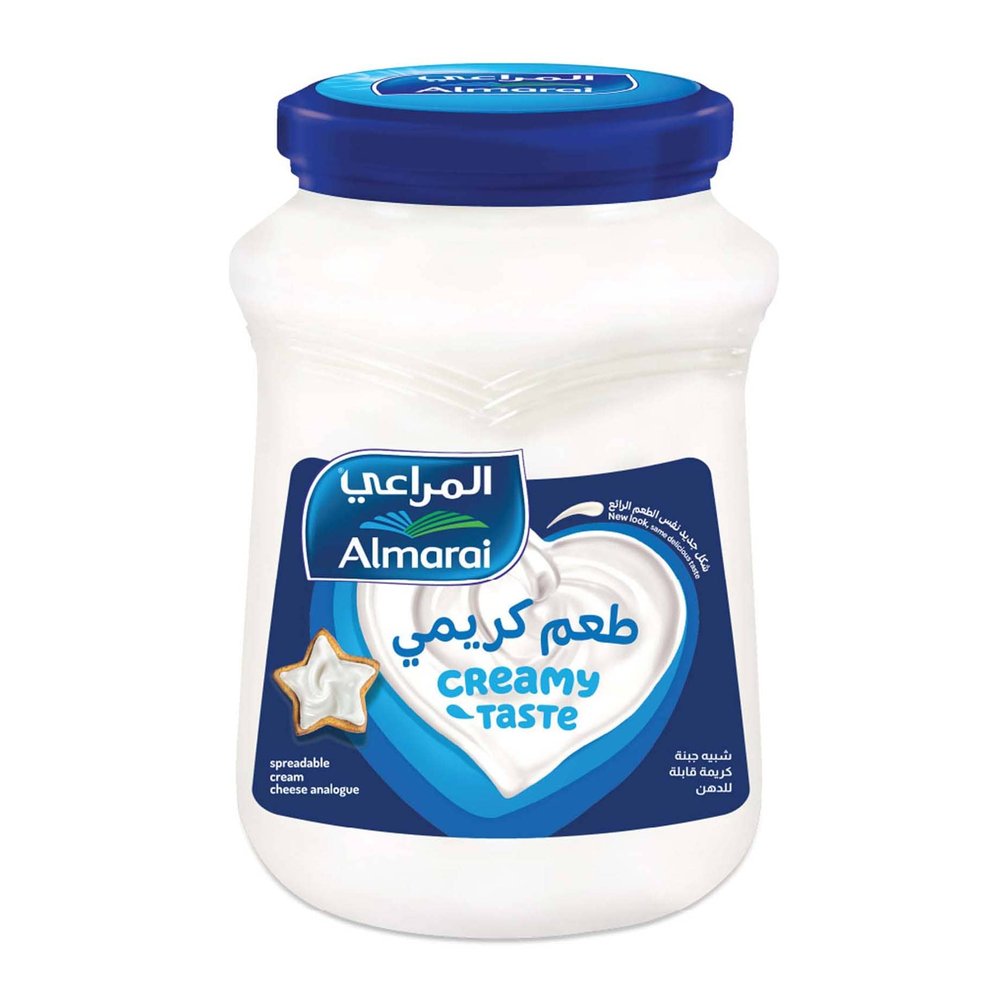 المراعي
Almarai
المراعي®
Almarai
شكل جديد نفس الطعم الرائع
New look, same delicious taste
طعم كريمي
CReamy
TaSTe
spreadable
cream
cheese analogue
شبيه جبنة
كريمة قابلة
للدهن